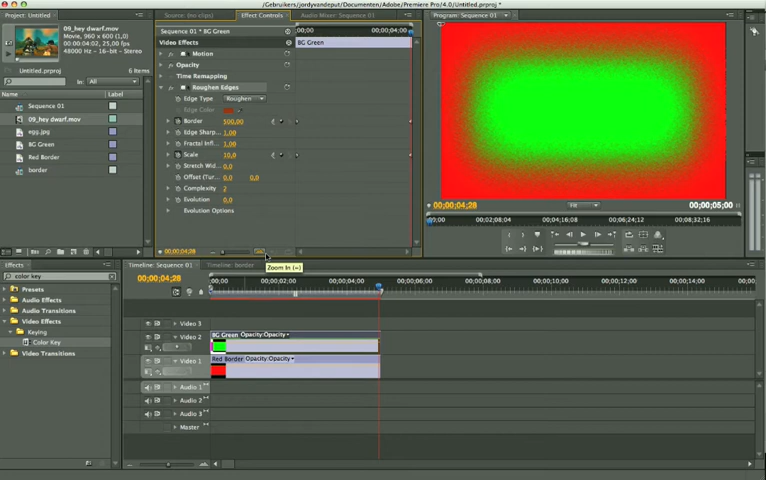 /Gebruikers/jordyvandeput/Documenten/Adobe/Premiere Pro/4.0/Untitled.prproj *
Project: Untitled ×
09_hey dwarf.mov
Movie, 960 x 600 (1.0)
00;00;04;02, 25,00 fps
48000 Hz - 16-bit - Stereo
Untitled.prproj
6 Items
In: All
Name
Label
Sequence 01
09_hey dwarf.mov
BG Green
Red Border
border
Source: (no clips)
Effect Controls ×
Audio Mixer: Sequence 01
Sequence 01 * BG Green
Video Effects
Motion
Opacity
Time Remapping
Roughen Edges
Edge Type
Roughen
Edge Color
Border
500,00
Edge Sharp...
1,00
Fractal Infl...
1,00
Scale
10,0
Stretch Wid...
0,0
Offset (Tur...
0,0 0,0
Complexity
2
Evolution
0,0
Evolution Options
00;00;04;28
;00;00
00;00;04;00
BG Green
Zoom In (=)
Program: Sequence 01 ×
00;00;04;28
Fit
00;00;05;00
00;00
00;02;08;04
00;04;16;08
00;06;24;12
00;08;32;16
Effects ×
color key
Presets
Audio Effects
Audio Transitions
Video Effects
Keying
Color Key
Video Transitions
Timeline: Sequence 01 ×
Timeline: border
00;00;04;28
;00;00
00;00;02;00
00;00;04;00
00;00;06;00
00;00;08;00
00;00;10;00
00;00;12;00
00;00;14;00
Video 3
Video 2
BG Green Opacity:Opacity
Video 1
Red Border Opacity:Opacity
Audio 1
Audio 2
Audio 3
Master